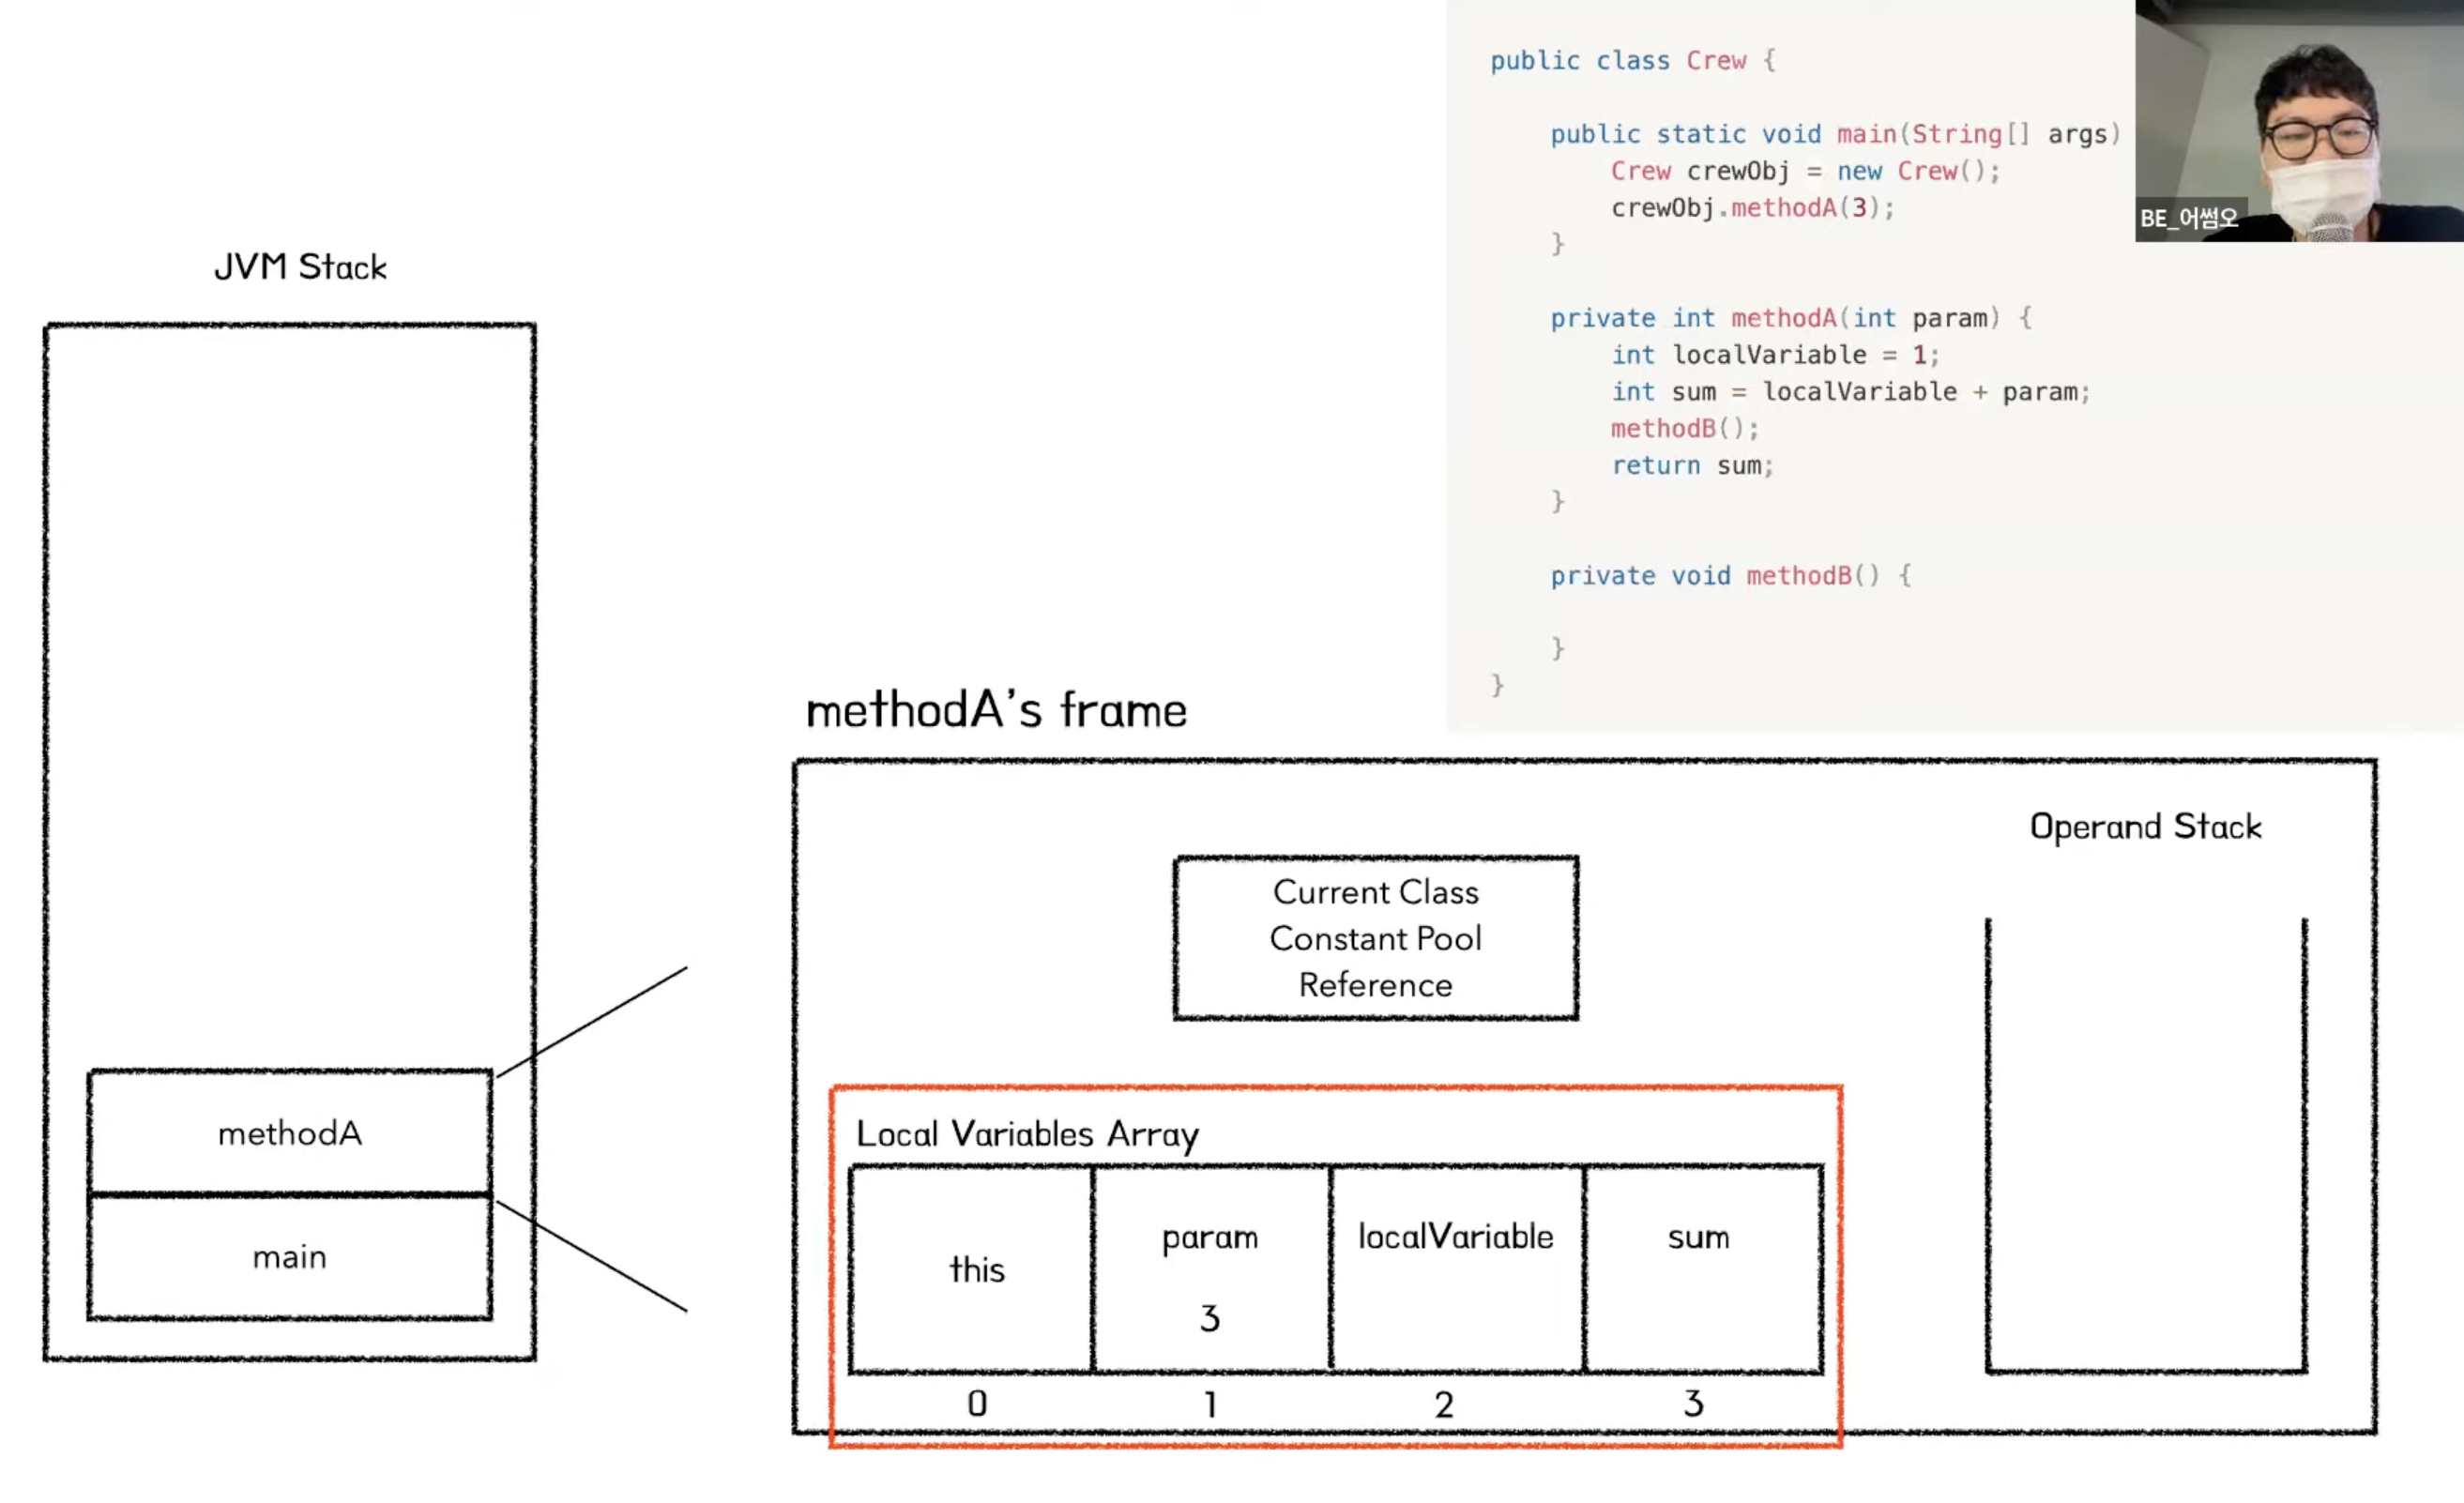 public class Crew {
public static void main(String[] args)
Crew crewObj = new Crew();
crewObj.methodA(3);
}
private int methodA(int param) {
int localVariable = 1;
int sum = localVariable + param;
methodB();
return sum;
}
private void methodB() {
}
}
BE_어썸오
JVM Stack
methodA
main
methodA's frame
Current Class
Constant Pool
Reference
Operand Stack
Local Variables Array
this
param
3
localVariable
sum
0
1
2
3